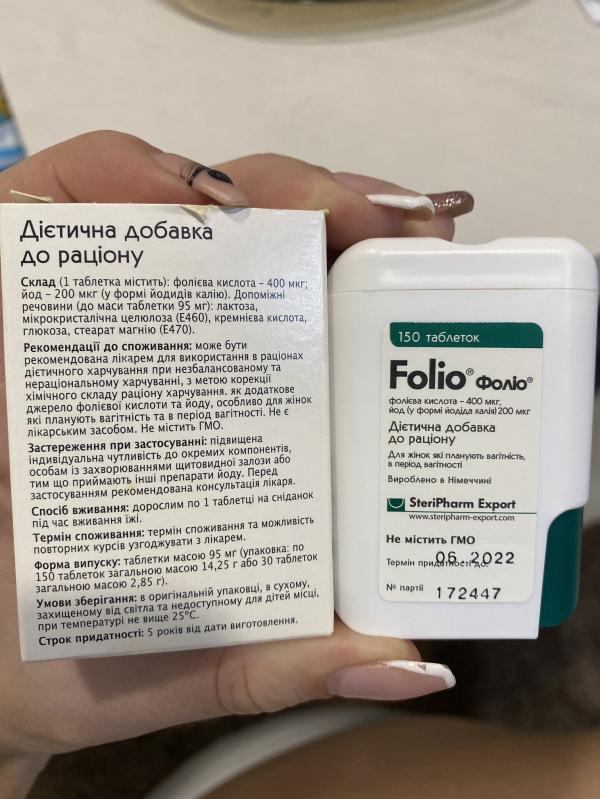 Дієтична добавка
до раціону
Склад (1 таблетка містить): фолієва кислота – 400 мкг;
йод – 200 мкг (у формі йодидів калію). Допоміжні
речовини (до маси таблетки 95 мг): лактоза,
мікрокристалічна целюлоза (Е460), кремнієва кислота,
глюкоза, стеарат магнію (Е470).
Рекомендації до споживання: може бути
рекомендована лікарем для використання в раціонах
дієтичного харчування при незбалансованому та
нераціональному харчуванні, з метою корекції
хімічного складу раціону харчування. як додаткове
джерело фолієвої кислоти та йоду, особливо для жінок
які планують вагітність та в період вагітності. Не є
лікарським засобом. Не містить ГМО.
Застереження при застосуванні: підвищена
індивідуальна чутливість до окремих компонентів,
особам із захворюваннями щитовидної залози або
тим що приймають інші препарати йоду. Перед
застосуванням рекомендована консультація лікаря.
Спосіб вживання: дорослим по 1 таблетці на сніданок
під час вживання їжі.
Термін споживання: термін споживання та можливість
повторних курсів узгоджувати з лікарем.
Форма випуску: таблетки масою 95 мг (упаковка: по
150 таблеток загальною масою 14,25 г або 30 таблеток
загальною масою 2,85 г).
Умови зберігання: в оригінальній упаковці, в сухому,
захищеному від світла та недоступному для дітей місці,
при температурі не вище 25°С.
Строк придатності: 5 років від дати виготовлення.
150 таблеток
Folio® Фоліо®
фолієва кислота – 400 мкг,
йод (у формі йодіда калія) 200 мкг
Дієтична добавка
до раціону
Для жінок які планують вагітність,
в період вагітності
Вироблено в Німеччині
SteriPharm Export
www.steripharm-export.com
Не містить ГМО
Термін придатності до: 06.2022
№ партії 172447